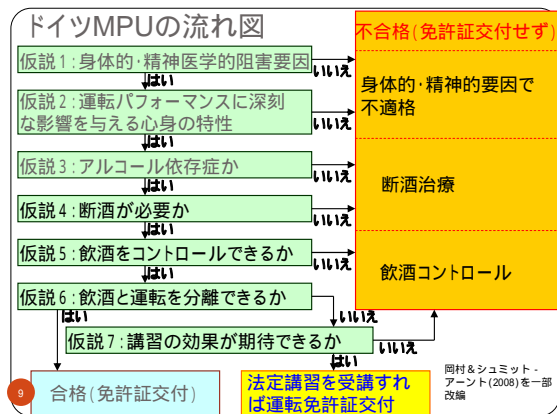 ドイツMPUの流れ図
不合格(免許証交付せず)
仮説1:身体的・精神医学的阻害要因
はい
いいえ
身体的・精神的要因で
不適格
仮説2:運転パフォーマンスに深刻
な影響を与える心身の特性
はい
いいえ
仮説3:アルコール依存症か
はい
いいえ
断酒治療
仮説4:断酒が必要か
はい
いいえ
仮説5:飲酒をコントロールできるか
はい
いいえ
飲酒コントロール
仮説6:飲酒と運転を分離できるか
はい
いいえ
仮説7:講習の効果が期待できるか
はい
いいえ
合格(免許証交付)
法定講習を受講すれ
ば運転免許証交付
岡村&シュミット-
アーント(2008)を一部
改編
9